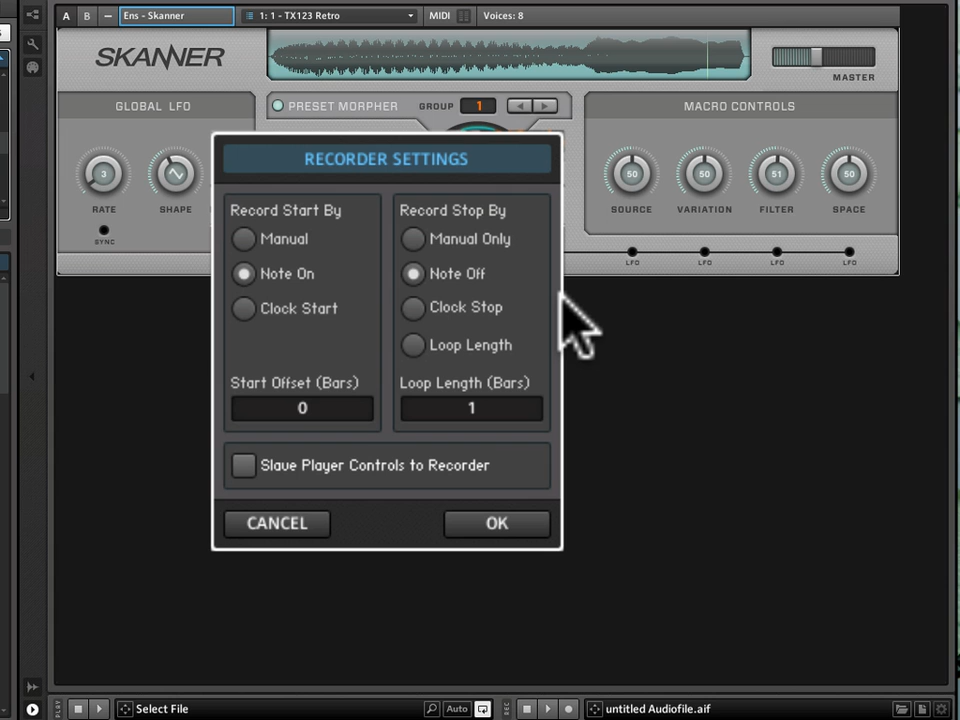 A B Ens - Skanner 1: 1 - TX123 Retro MIDI Voices: 8
SKANNER
MASTER
GLOBAL LFO PRESET MORPHER GROUP 1 MACRO CONTROLS
RECORDER SETTINGS
3 50 50 51 50
RATE SHAPE SOURCE VARIATION FILTER SPACE
SYNC
LFO LFO LFO LFO
Record Start By
Manual
Note On
Clock Start
Start Offset (Bars)
0
Record Stop By
Manual Only
Note Off
Clock Stop
Loop Length
Loop Length (Bars)
1
Slave Player Controls to Recorder
CANCEL OK
PLAY Select File Auto REC untitled Audiofile.aif